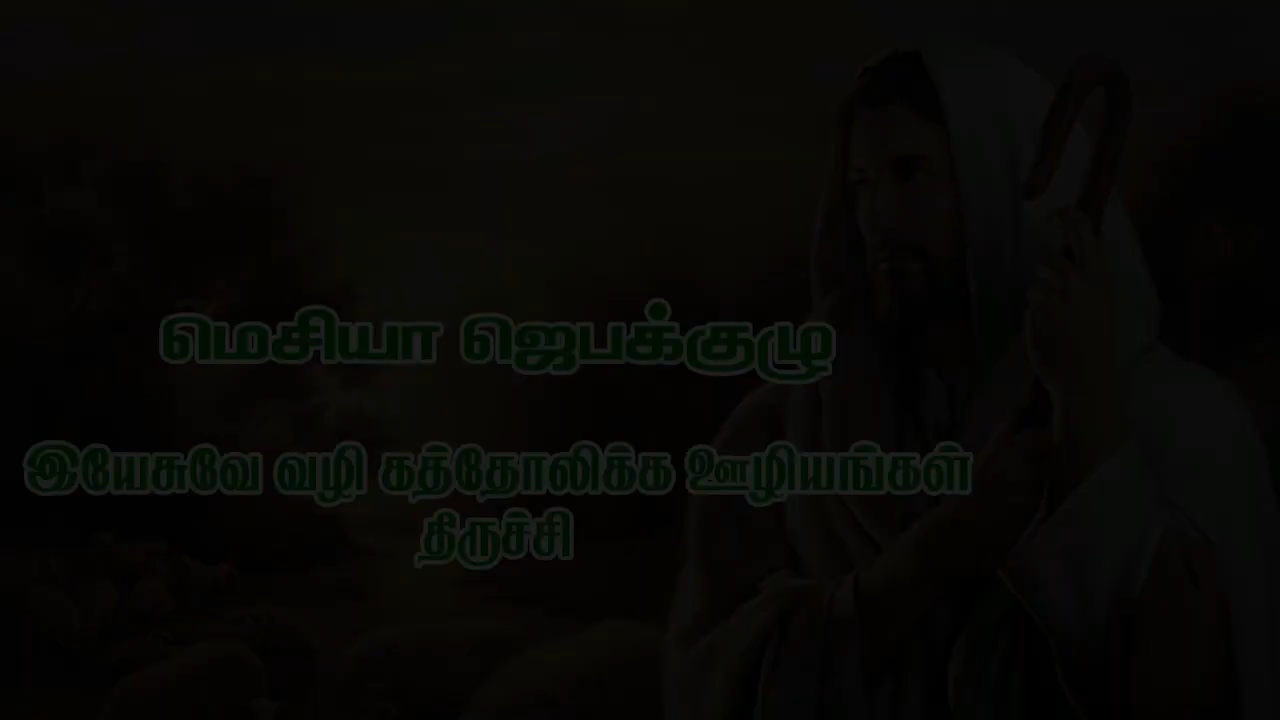 மெசியா ஜெபக்குழு
இயேசுவே வழி கத்தோலிக்க ஊழியங்கள்
திருச்சி